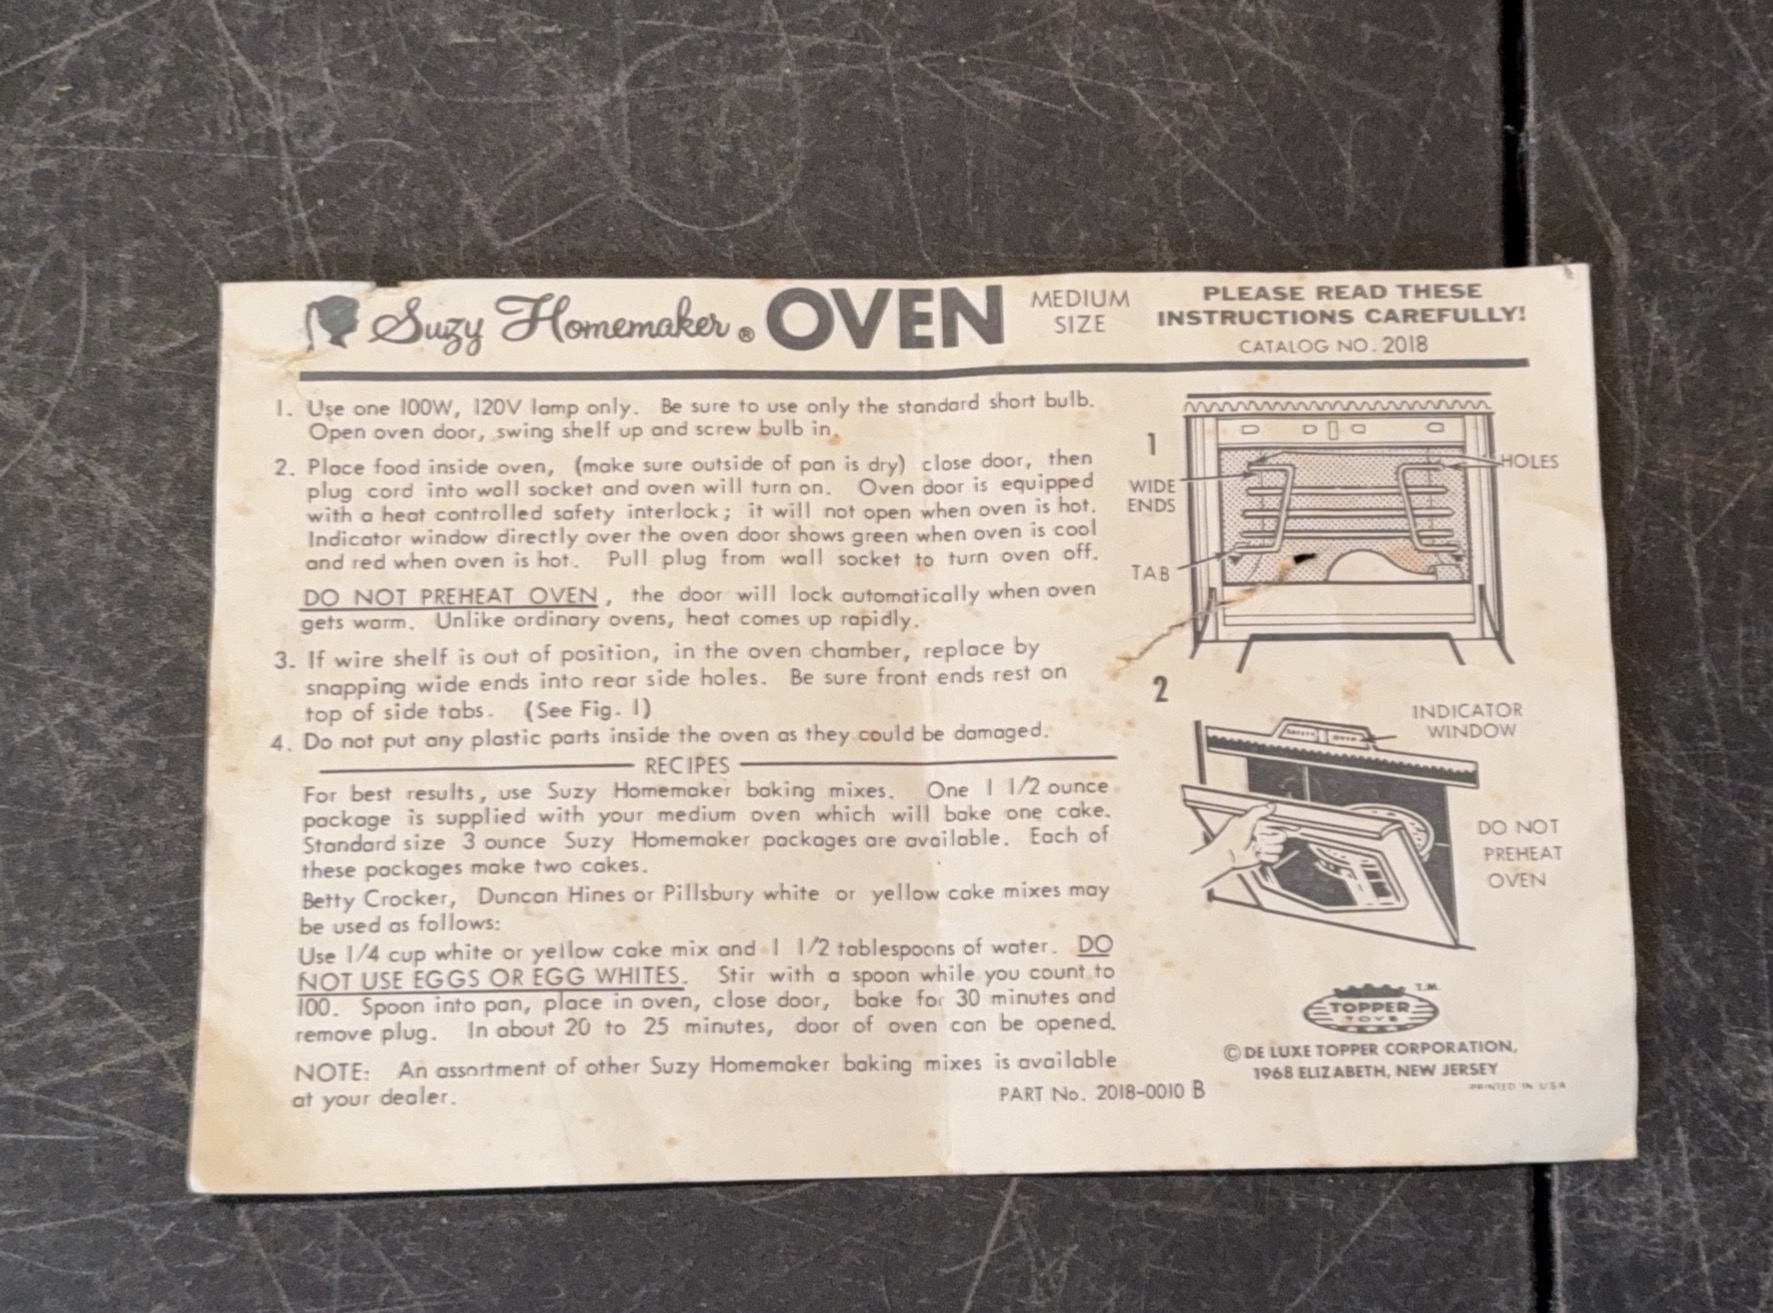 Suzy Homemaker® OVEN
MEDIUM
SIZE
PLEASE READ THESE
INSTRUCTIONS CAREFULLY!
CATALOG NO. 2018
1. Use one 100W, 120V lamp only. Be sure to use only the standard short bulb.
Open oven door, swing shelf up and screw bulb in.
2. Place food inside oven, (make sure outside of pan is dry) close door, then
plug cord into wall socket and oven will turn on. Oven door is equipped
with a heat controlled safety interlock; it will not open when oven is hot.
Indicator window directly over the oven door shows green when oven is cool
and red when oven is hot. Pull plug from wall socket to turn oven off.
DO NOT PREHEAT OVEN, the door will lock automatically when oven
gets warm. Unlike ordinary ovens, heat comes up rapidly.
3. If wire shelf is out of position, in the oven chamber, replace by
snapping wide ends into rear side holes. Be sure front ends rest on
top of side tabs. (See Fig. 1)
4. Do not put any plastic parts inside the oven as they could be damaged.
RECIPES
For best results, use Suzy Homemaker baking mixes. One 1 1/2 ounce
package is supplied with your medium oven which will bake one cake.
Standard size 3 ounce Suzy Homemaker packages are available. Each of
these packages make two cakes.
Betty Crocker, Duncan Hines or Pillsbury white or yellow cake mixes may
be used as follows:
Use 1/4 cup white or yellow cake mix and 1 1/2 tablespoons of water. DO
NOT USE EGGS OR EGG WHITES. Stir with a spoon while you count to
100. Spoon into pan, place in oven, close door, bake for 30 minutes and
remove plug. In about 20 to 25 minutes, door of oven can be opened.
NOTE: An assortment of other Suzy Homemaker baking mixes is available
at your dealer.
PART No. 2018-0010 B
1
WIDE
ENDS
HOLES
TAB
2
INDICATOR
WINDOW
DO NOT
PREHEAT
OVEN
T.M.
TOPPER
TOYS
© DE LUXE TOPPER CORPORATION,
1968 ELIZABETH, NEW JERSEY
PRINTED IN USA